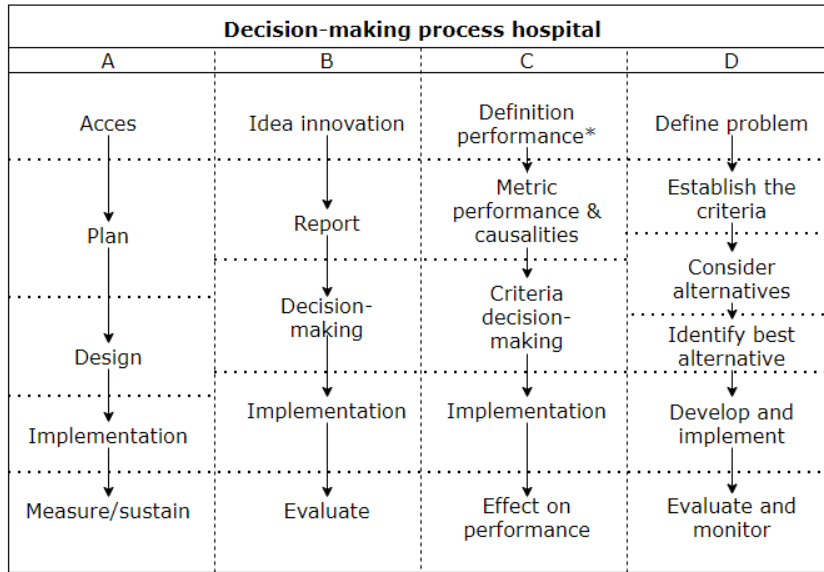 Decision-making process hospital
A
B
C
D
Acces
Plan
Design
Implementation
Measure/sustain
Idea innovation
Report
Decision-
making
Implementation
Evaluate
Definition
performance*
Metric
performance &
causalities
Criteria
decision-
making
Implementation
Effect on
performance
Define problem
Establish the
criteria
Consider
alternatives
Identify best
alternative
Develop and
implement
Evaluate and
monitor